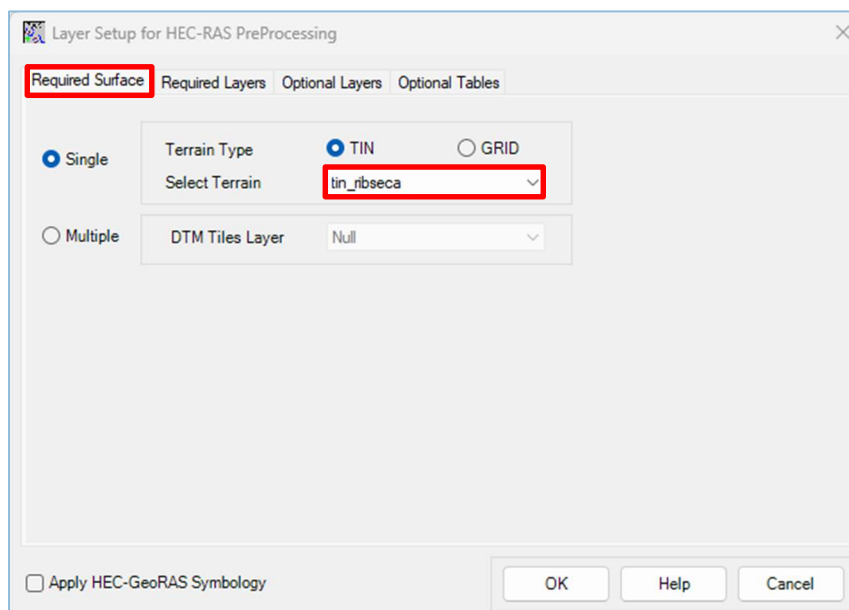 Layer Setup for HEC-RAS PreProcessing
Required Surface Required Layers Optional Layers Optional Tables
Single
Terrain Type TIN GRID
Select Terrain tin_ribseca
Multiple DTM Tiles Layer Null
Apply HEC-GeoRAS Symbology OK Help Cancel